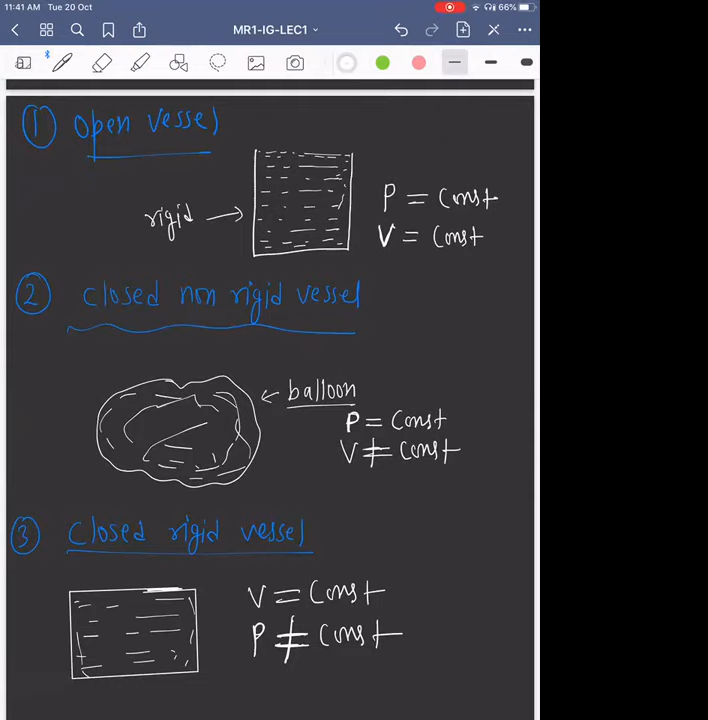 11:41 AM Tue 20 Oct 66%
MR1-IG-LEC1
① open vessel
rigid
P = Const
V = Const
② closed non rigid vessel
balloon
P = Const
V ≠ Const
③ closed rigid vessel
V = Const
P ≠ Const